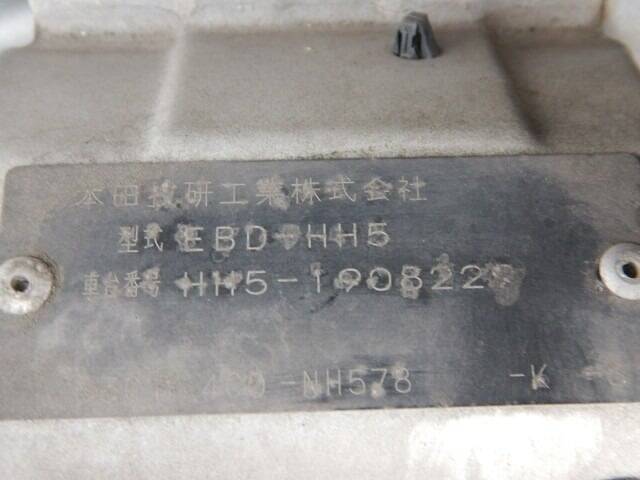 本田技研工業株式会社
型式 EBD-HH5
車台番号 HH5-190822
-NH578 -K